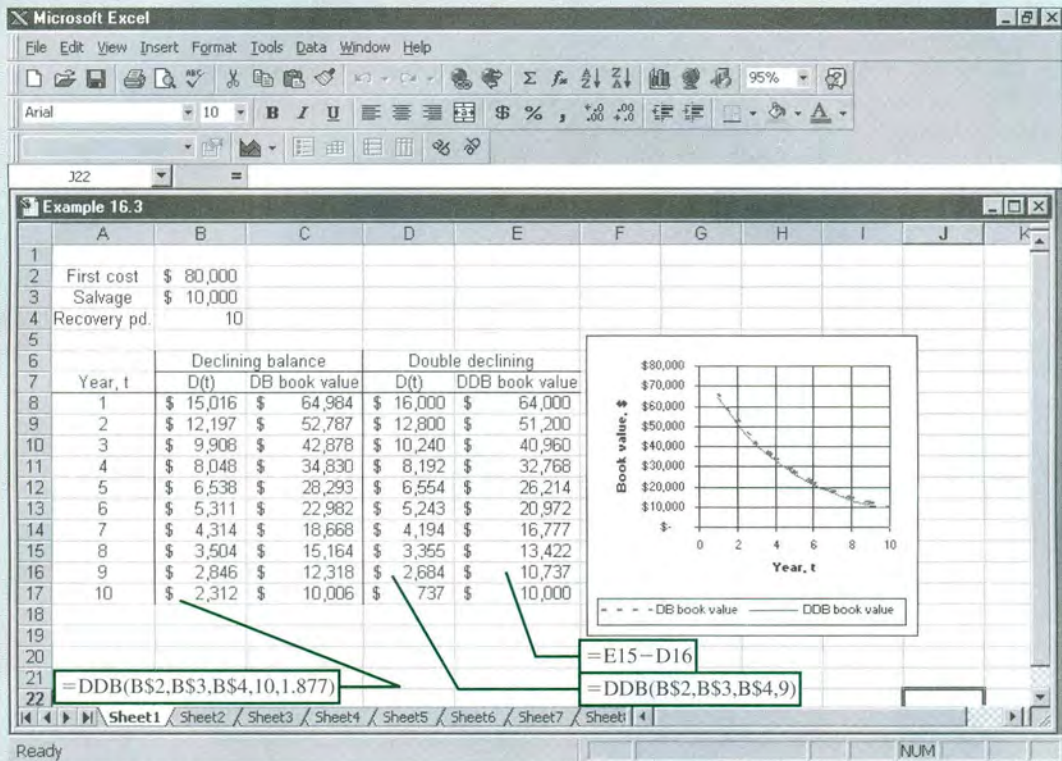 Microsoft Excel
File Edit View Insert Format Tools Data Window Help
95%
Arial 10 B I U $ % ,
J22 =
Example 16.3
A B C D E F G H I J K
1
2 First cost $ 80,000
3 Salvage $ 10,000
4 Recovery pd. 10
5
6 Declining balance Double declining
7 Year, t D(t) DB book value D(t) DDB book value
8 1 $ 15,016 $ 64,984 $ 16,000 $ 64,000
9 2 $ 12,197 $ 52,787 $ 12,800 $ 51,200
10 3 $ 9,908 $ 42,878 $ 10,240 $ 40,960
11 4 $ 8,048 $ 34,830 $ 8,192 $ 32,768
12 5 $ 6,538 $ 28,293 $ 6,554 $ 26,214
13 6 $ 5,311 $ 22,982 $ 5,243 $ 20,972
14 7 $ 4,314 $ 18,668 $ 4,194 $ 16,777
15 8 $ 3,504 $ 15,164 $ 3,355 $ 13,422
16 9 $ 2,846 $ 12,318 $ 2,684 $ 10,737
17 10 $ 2,312 $ 10,006 $ 737 $ 10,000
18
19
20
21
22
Book value, $
$80,000
$70,000
$60,000
$50,000
$40,000
$30,000
$20,000
$10,000
$-
0 2 4 6 8 10
Year, t
DB book value DDB book value
=E15−D16
=DDB(B$2,B$3,B$4,10,1.877)
=DDB(B$2,B$3,B$4,9)
Sheet1 Sheet2 Sheet3 Sheet4 Sheet5 Sheet6 Sheet7 Sheet
Ready NUM